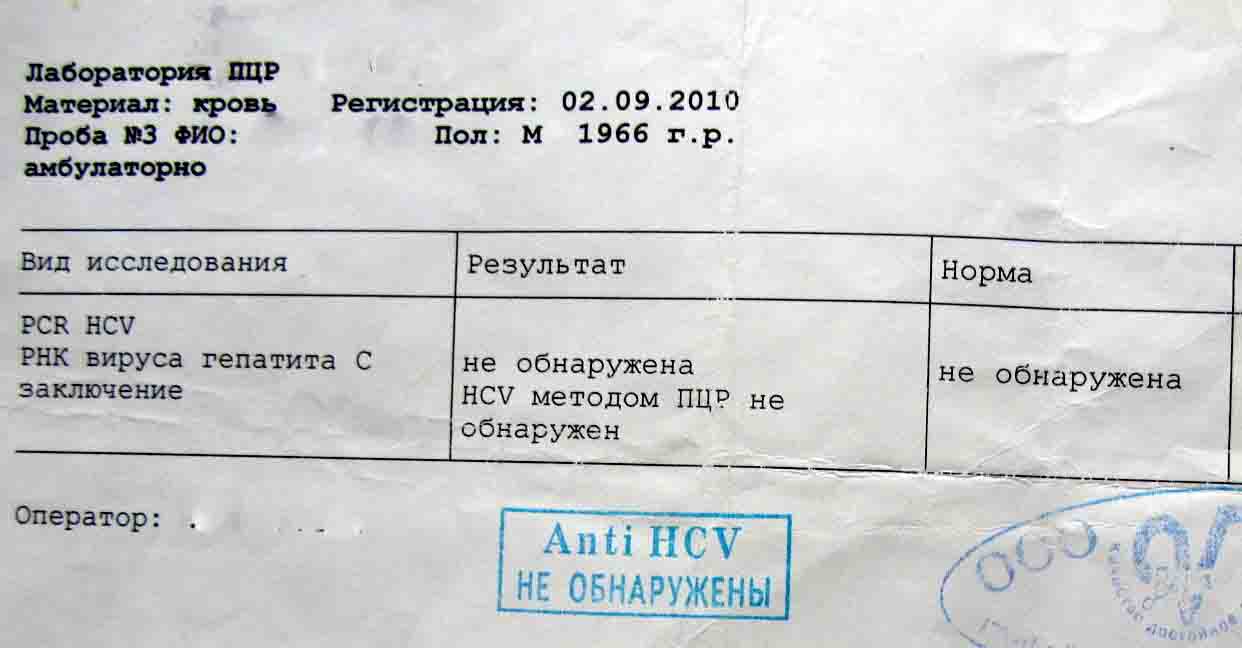 Лаборатория ПЦР
Материал: кровь Регистрация: 02.09.2010
Проба №3 ФИО: Пол: М 1966 г.р.
амбулаторно
Вид исследования Результат Норма
PCR HCV
РНК вируса гепатита С не обнаружена не обнаружена
заключение HCV методом ПЦР не
обнаружен
Оператор:
Anti HCV
НЕ ОБНАРУЖЕНЫ
ООО